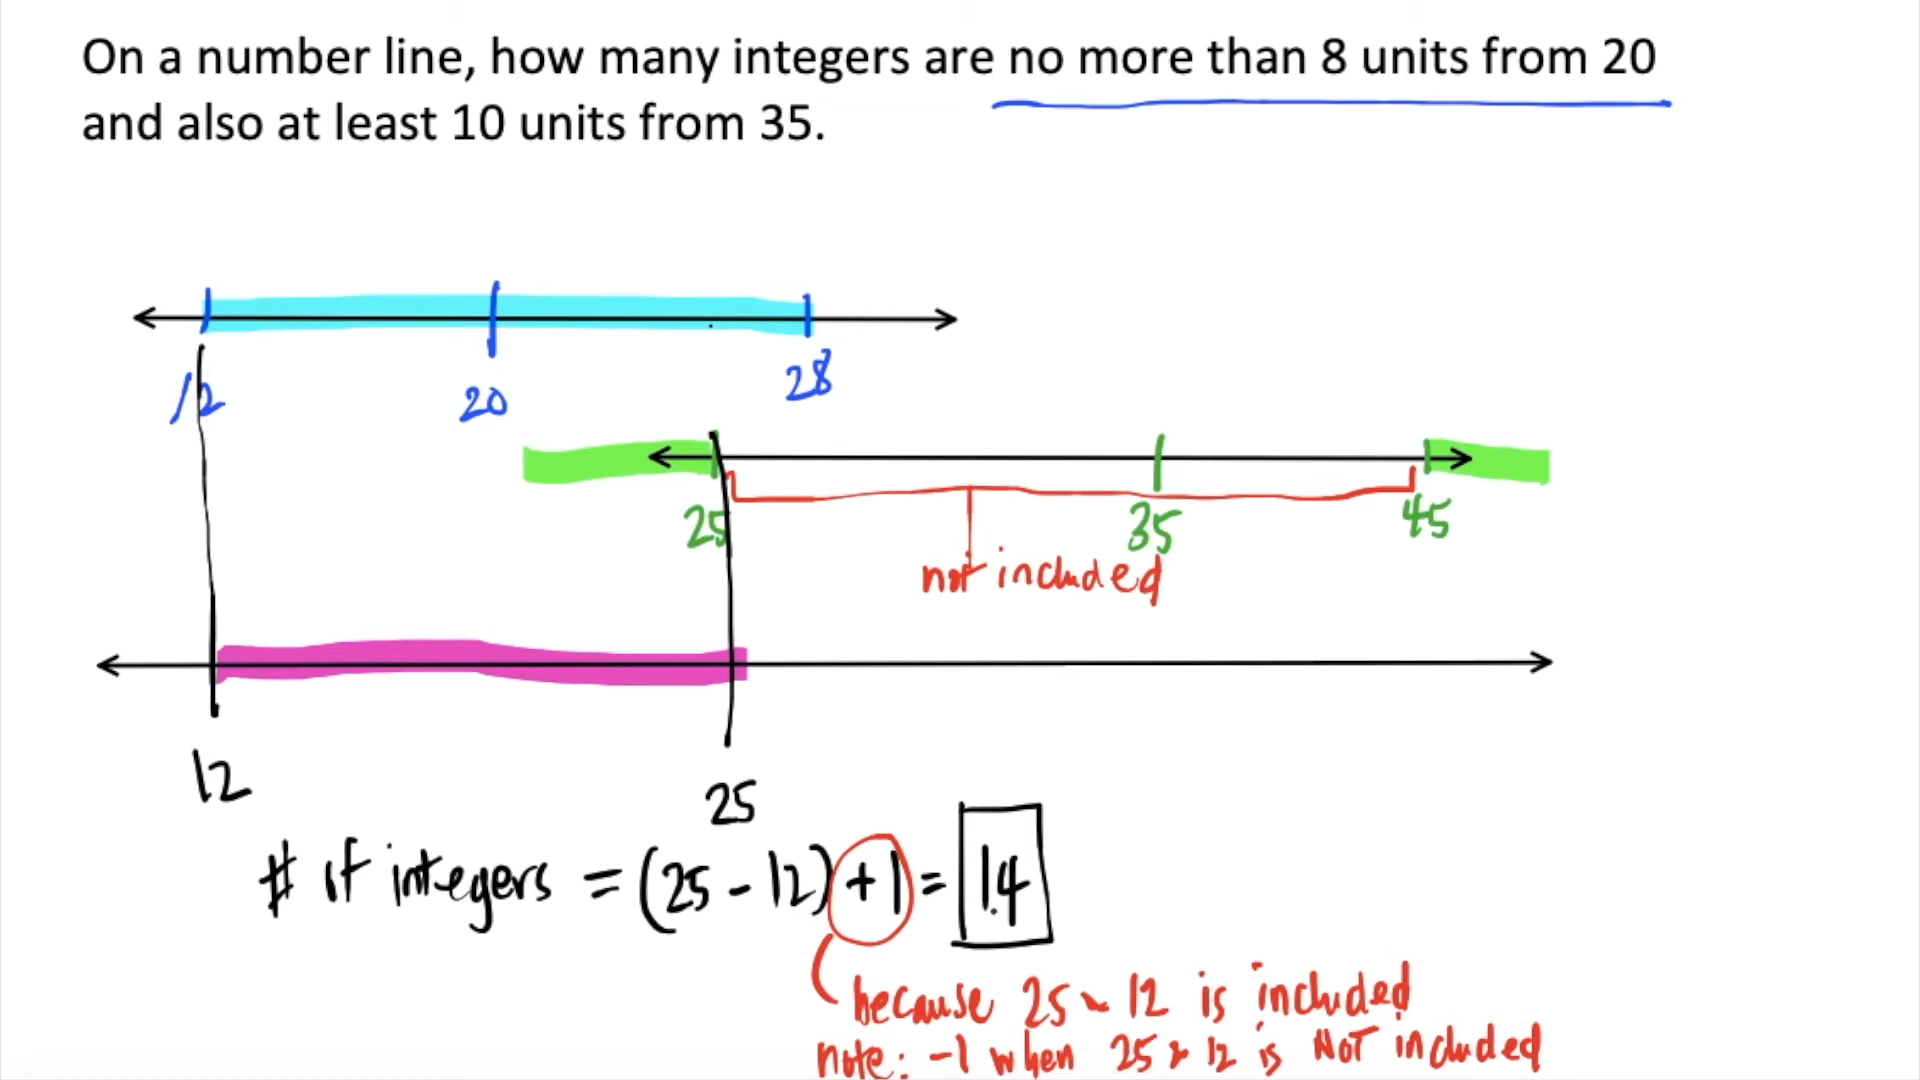 On a number line, how many integers are no more than 8 units from 20
and also at least 10 units from 35.
12 20 28
25 35 45
not included
12 25
# of integers = (25 - 12) + 1 = 14
because 25 & 12 is included
note: -1 when 25 & 12 is NOT included